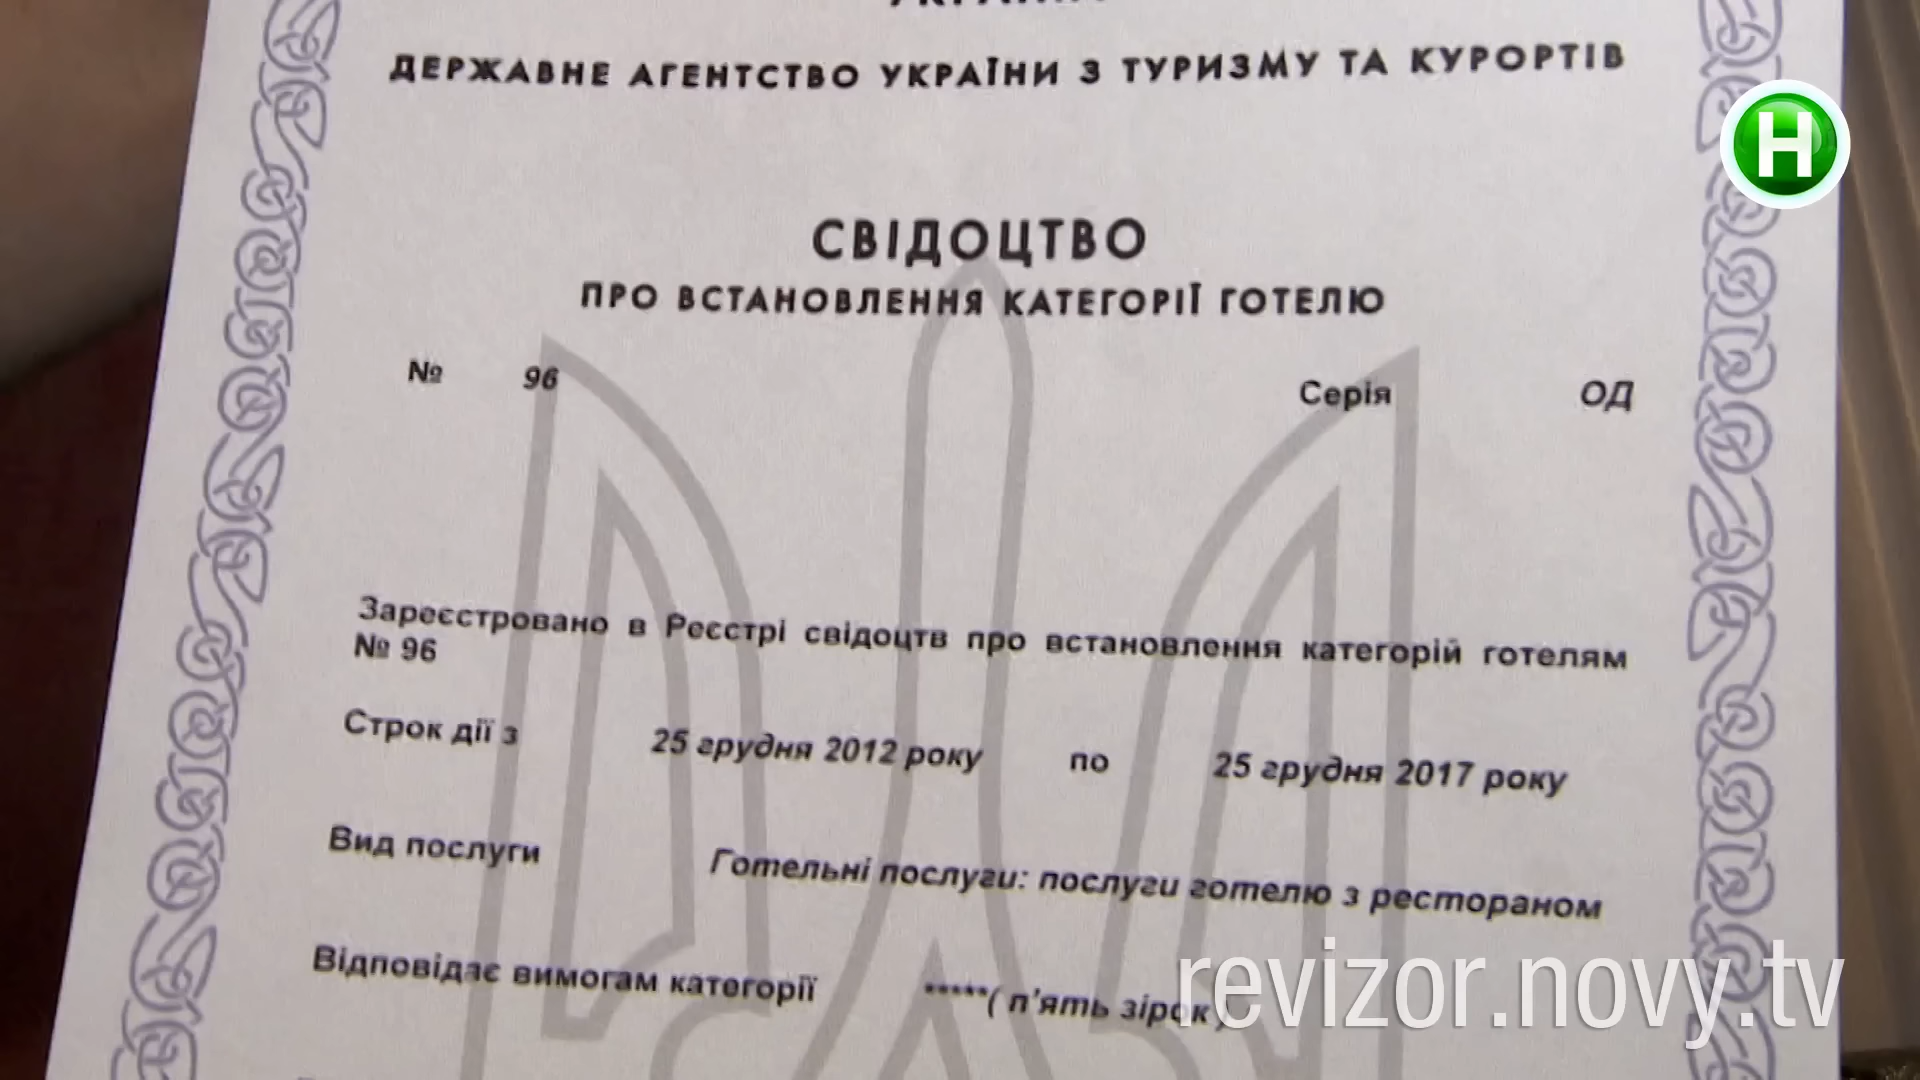 ДЕРЖАВНЕ АГЕНТСТВО УКРАЇНИ З ТУРИЗМУ ТА КУРОРТІВ
Н
СВІДОЦТВО
ПРО ВСТАНОВЛЕННЯ КАТЕГОРІЇ ГОТЕЛЮ
№ 96 Серія ОД
Зареєстровано в Реєстрі свідоцтв про встановлення категорій готелям
№ 96
Строк дії з 25 грудня 2012 року по 25 грудня 2017 року
Вид послуги Готельні послуги: послуги готелю з рестораном
Відповідає вимогам категорії *****( п'ять зірок )
revizor.novy.tv